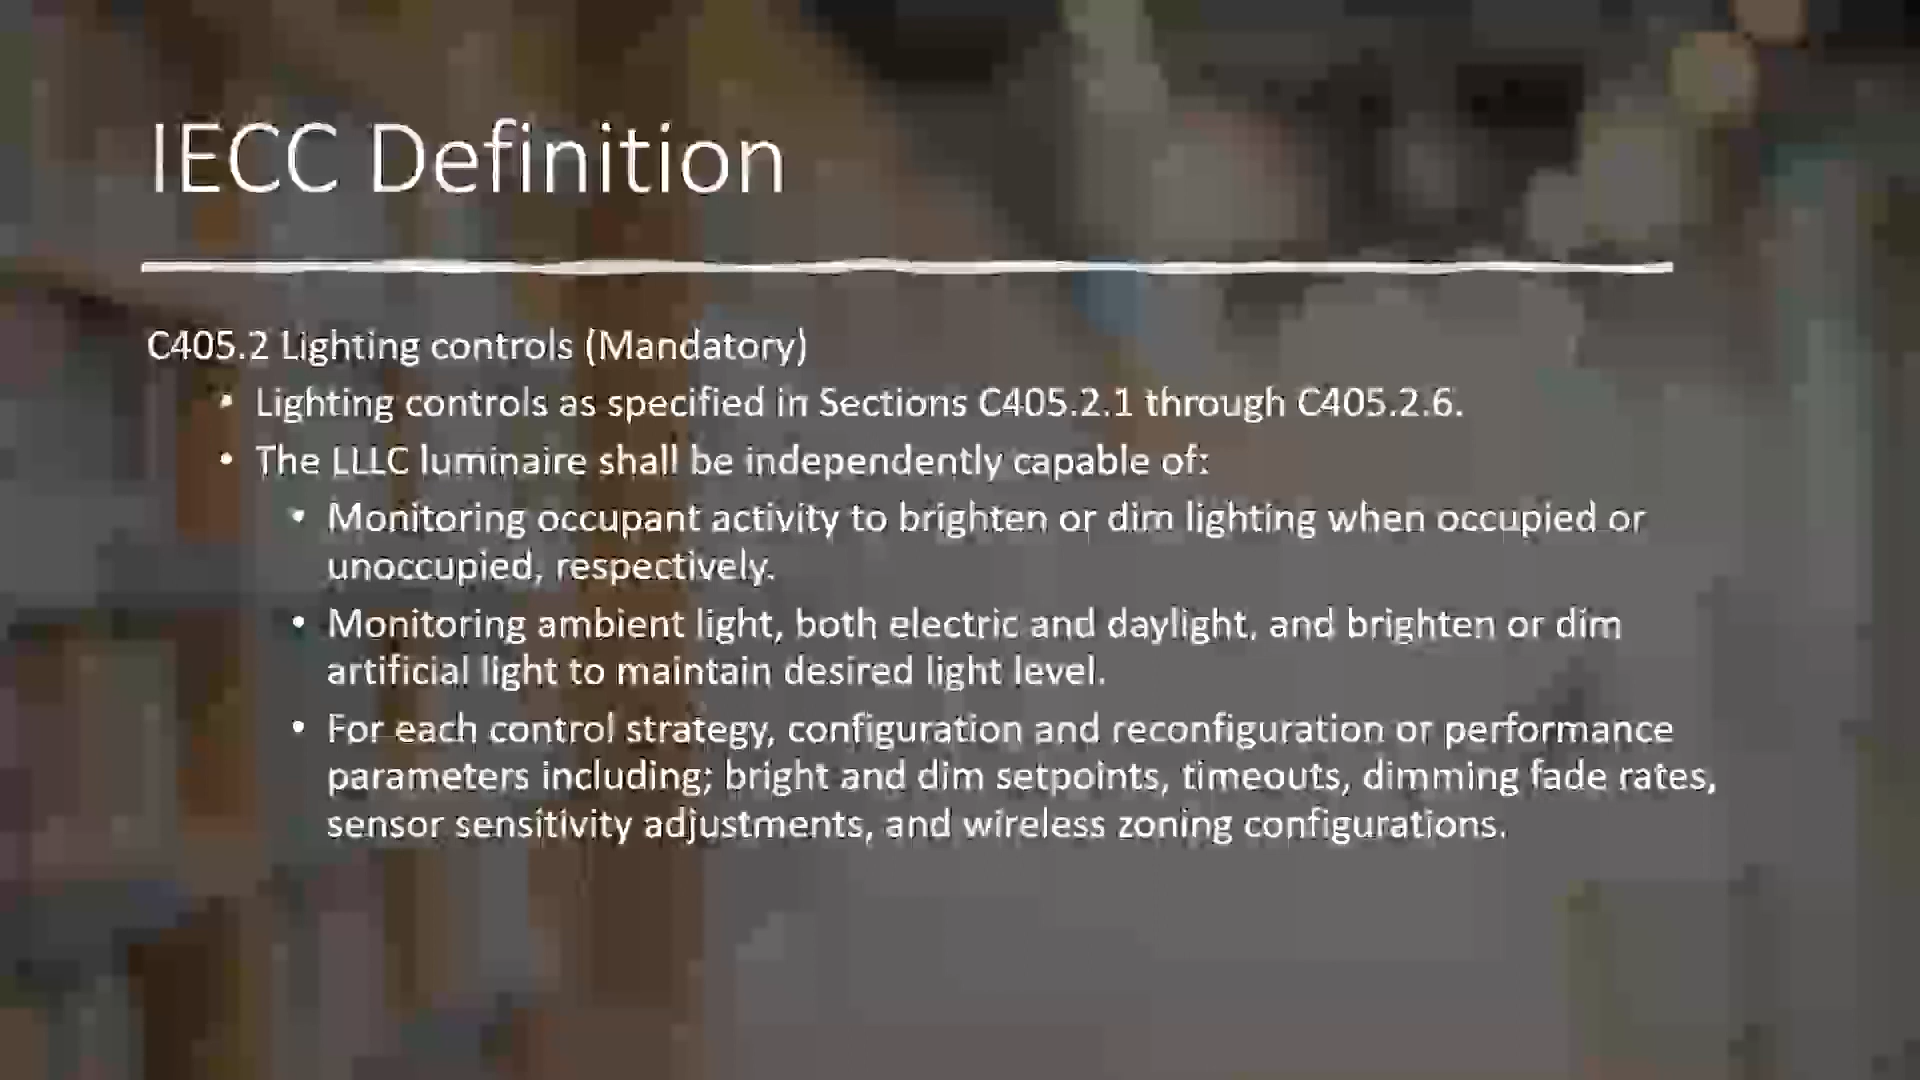 IECC Definition
C405.2 Lighting controls (Mandatory)
• Lighting controls as specified in Sections C405.2.1 through C405.2.6.
• The LLLC luminaire shall be independently capable of:
• Monitoring occupant activity to brighten or dim lighting when occupied or
unoccupied, respectively.
• Monitoring ambient light, both electric and daylight, and brighten or dim
artificial light to maintain desired light level.
• For each control strategy, configuration and reconfiguration or performance
parameters including; bright and dim setpoints, timeouts, dimming fade rates,
sensor sensitivity adjustments, and wireless zoning configurations.